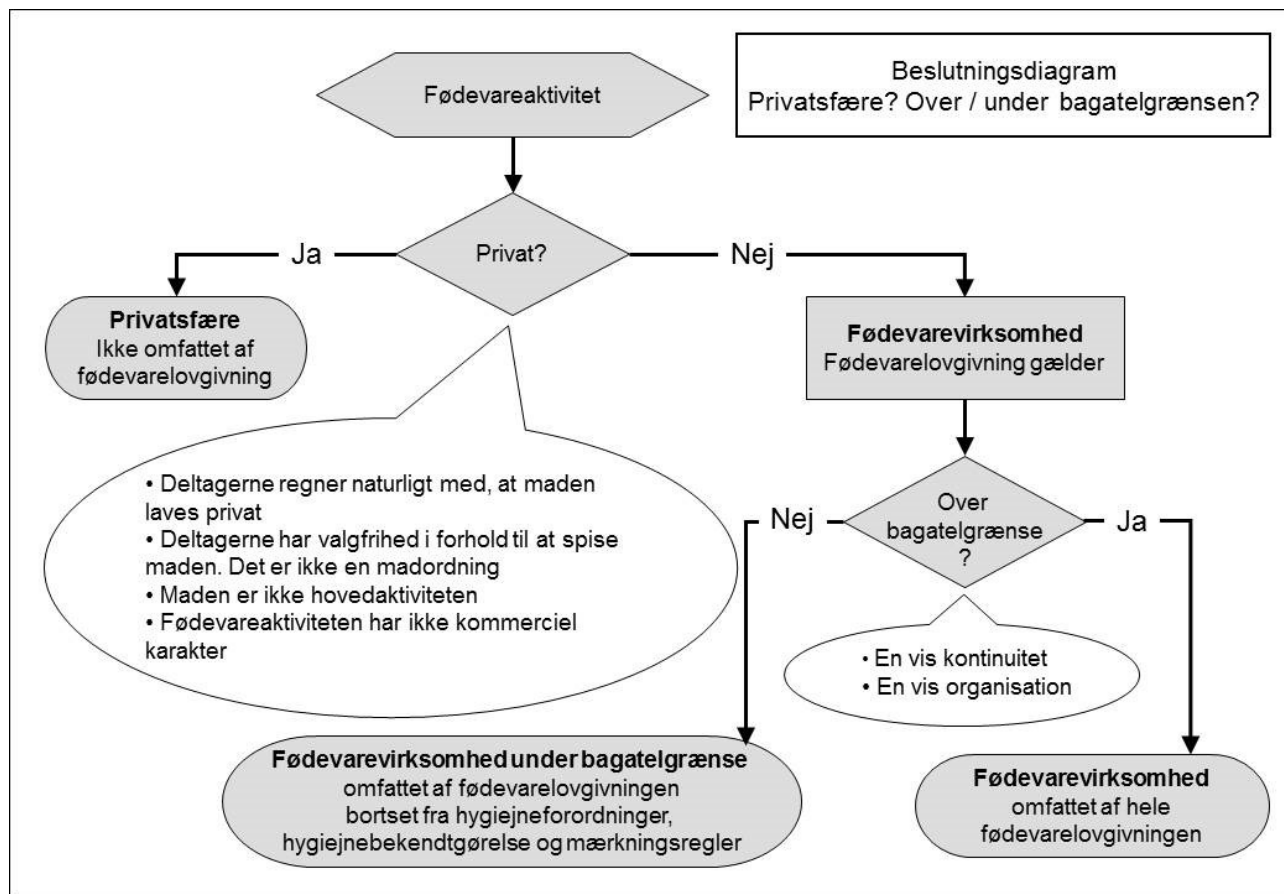 Beslutningsdiagram
Privatsfære? Over / under bagatelgrænsen?
Fødevareaktivitet
Privat?
Ja
Nej
Privatsfære
Ikke omfattet af
fødevarelovgivning
Fødevarevirksomhed
Fødevarelovgivning gælder
• Deltagerne regner naturligt med, at maden
laves privat
• Deltagerne har valgfrihed i forhold til at spise
maden. Det er ikke en madordning
• Maden er ikke hovedaktiviteten
• Fødevareaktiviteten har ikke kommerciel
karakter
Over
bagatelgrænse
?
Nej
Ja
• En vis kontinuitet
• En vis organisation
Fødevarevirksomhed under bagatelgrænse
omfattet af fødevarelovgivningen
bortset fra hygiejneforordninger,
hygiejnebekendtgørelse og mærkningsregler
Fødevarevirksomhed
omfattet af hele
fødevarelovgivningen